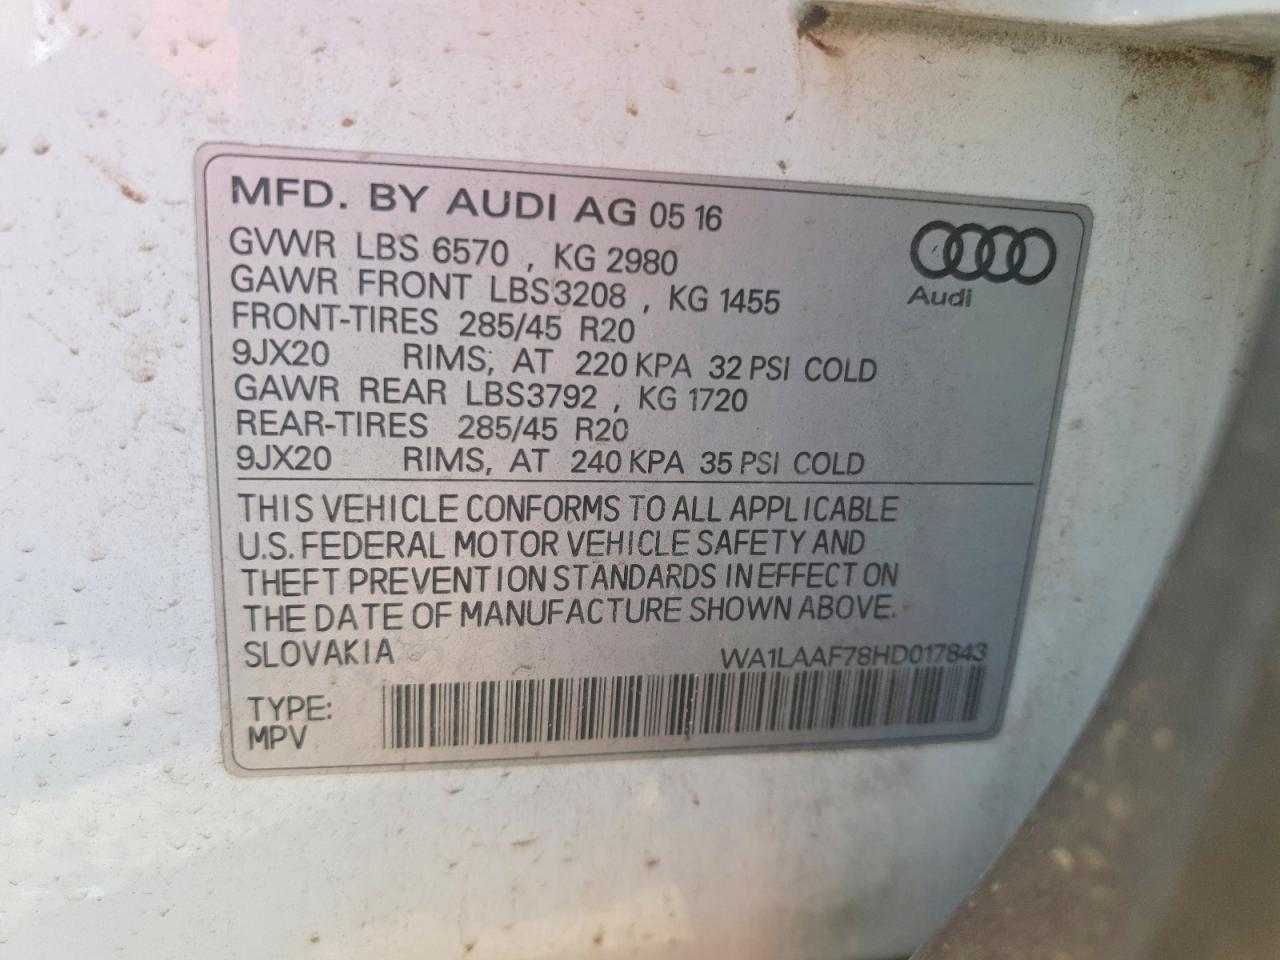 MFD. BY AUDI AG 05 16
GVWR LBS 6570 , KG 2980
GAWR FRONT LBS3208 , KG 1455
FRONT-TIRES 285/45 R20
9JX20 RIMS, AT 220 KPA 32 PSI COLD
GAWR REAR LBS3792 , KG 1720
REAR-TIRES 285/45 R20
9JX20 RIMS, AT 240 KPA 35 PSI COLD
Audi
THIS VEHICLE CONFORMS TO ALL APPLICABLE
U.S. FEDERAL MOTOR VEHICLE SAFETY AND
THEFT PREVENTION STANDARDS IN EFFECT ON
THE DATE OF MANUFACTURE SHOWN ABOVE.
SLOVAKIA WA1LAAF78HD017843
TYPE:
MPV